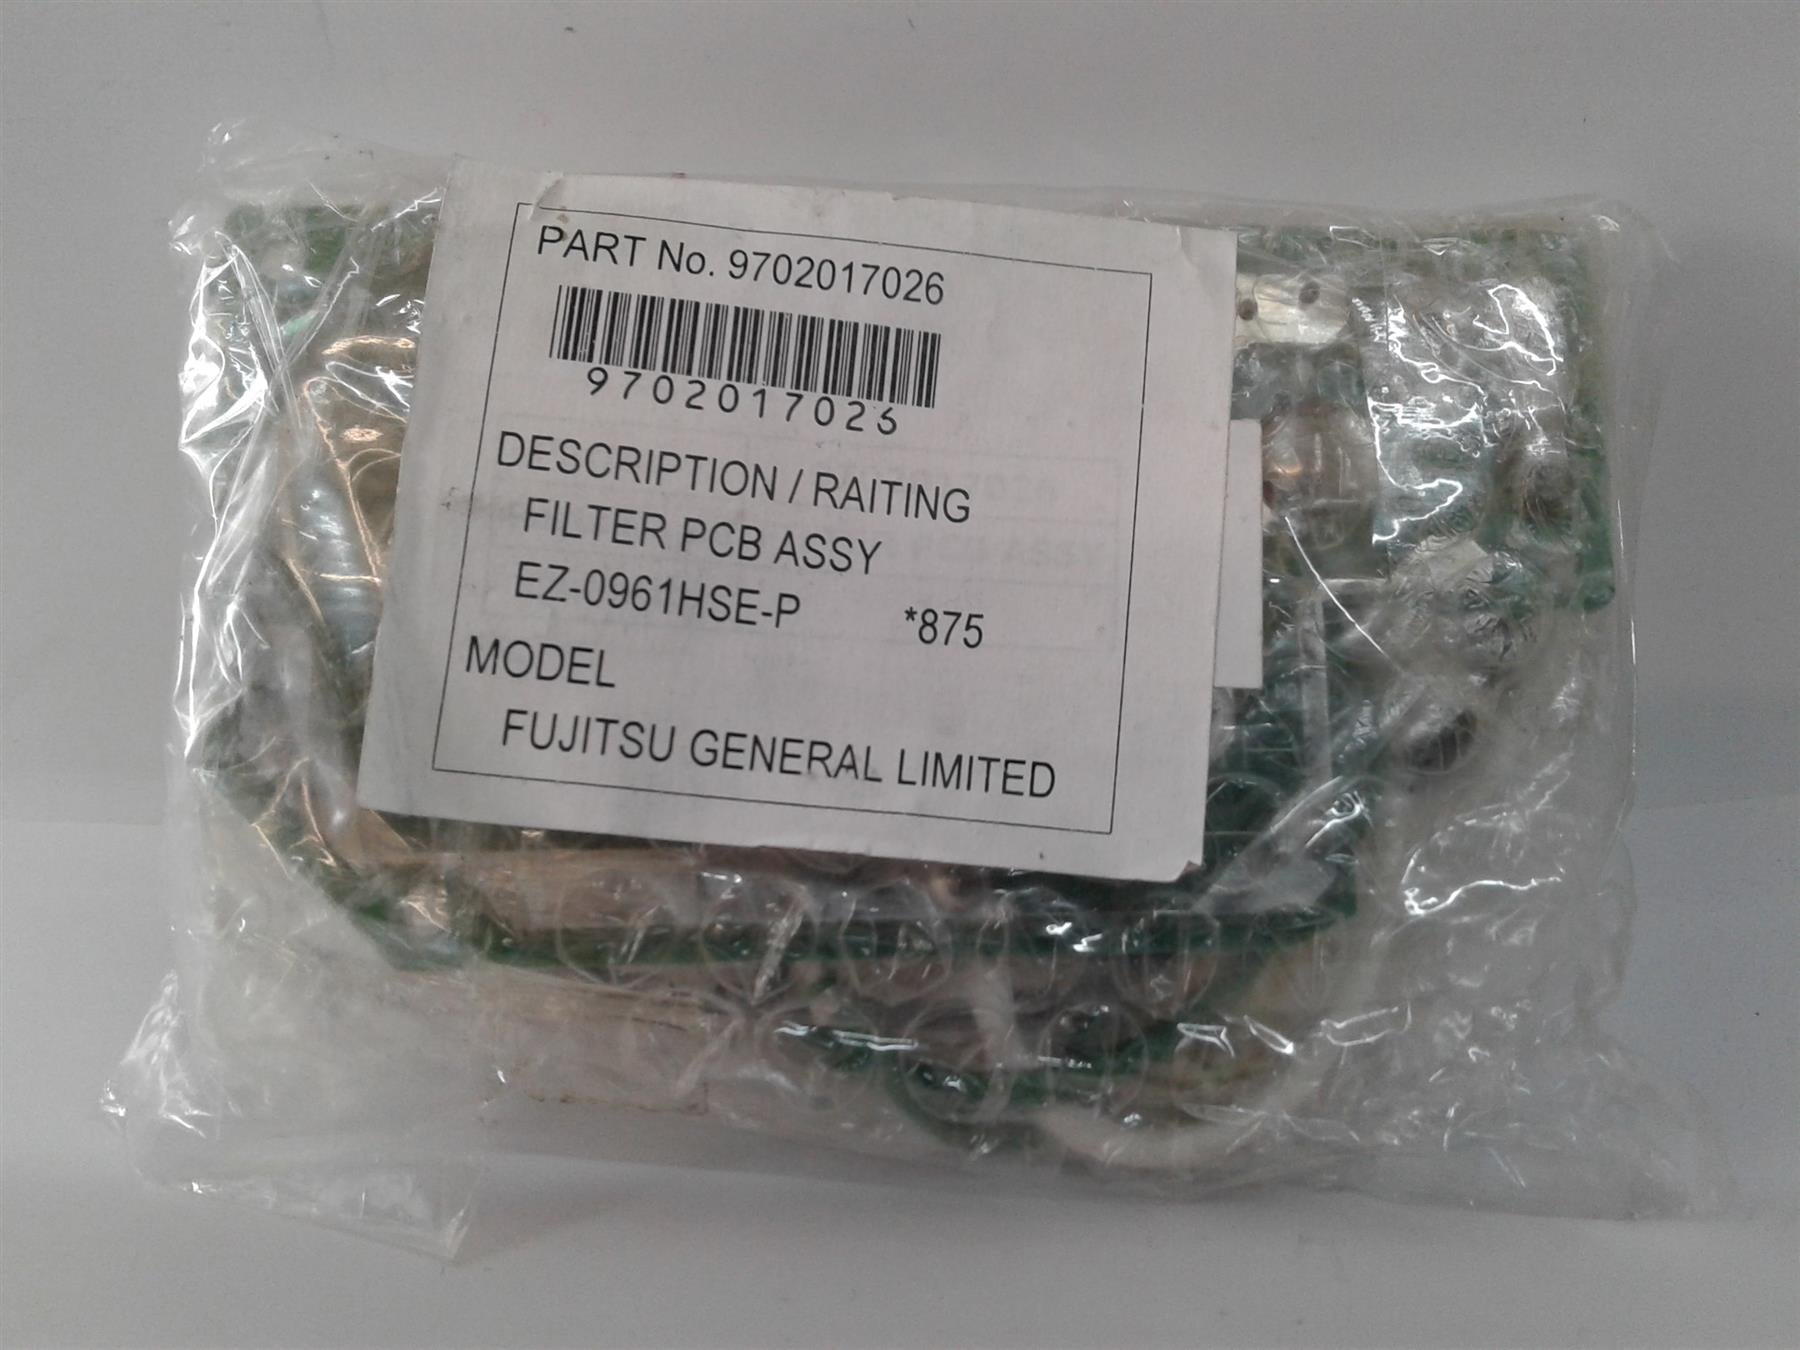 PART No. 9702017026
9702017026
DESCRIPTION / RAITING
FILTER PCB ASSY
EZ-0961HSE-P *875
MODEL
FUJITSU GENERAL LIMITED